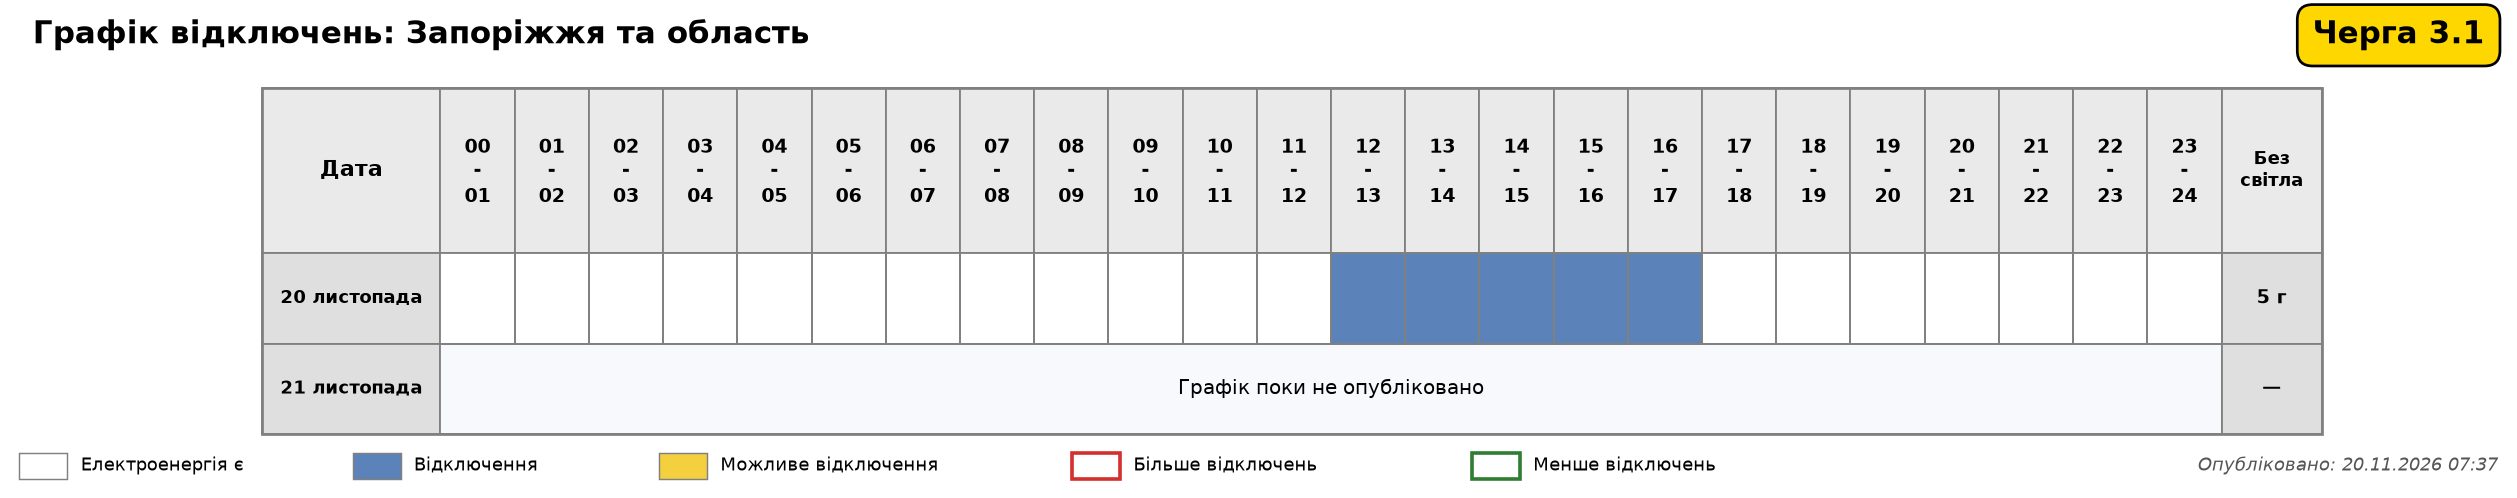 Графік відключень: Запоріжжя та область
Черга 3.1
Дата
00 - 01
01 - 02
02 - 03
03 - 04
04 - 05
05 - 06
06 - 07
07 - 08
08 - 09
09 - 10
10 - 11
11 - 12
12 - 13
13 - 14
14 - 15
15 - 16
16 - 17
17 - 18
18 - 19
19 - 20
20 - 21
21 - 22
22 - 23
23 - 24
Без
світла
20 листопада
5 г
21 листопада
Графік поки не опубліковано
—
Електроенергія є
Відключення
Можливе відключення
Більше відключень
Менше відключень
Опубліковано: 20.11.2026 07:37